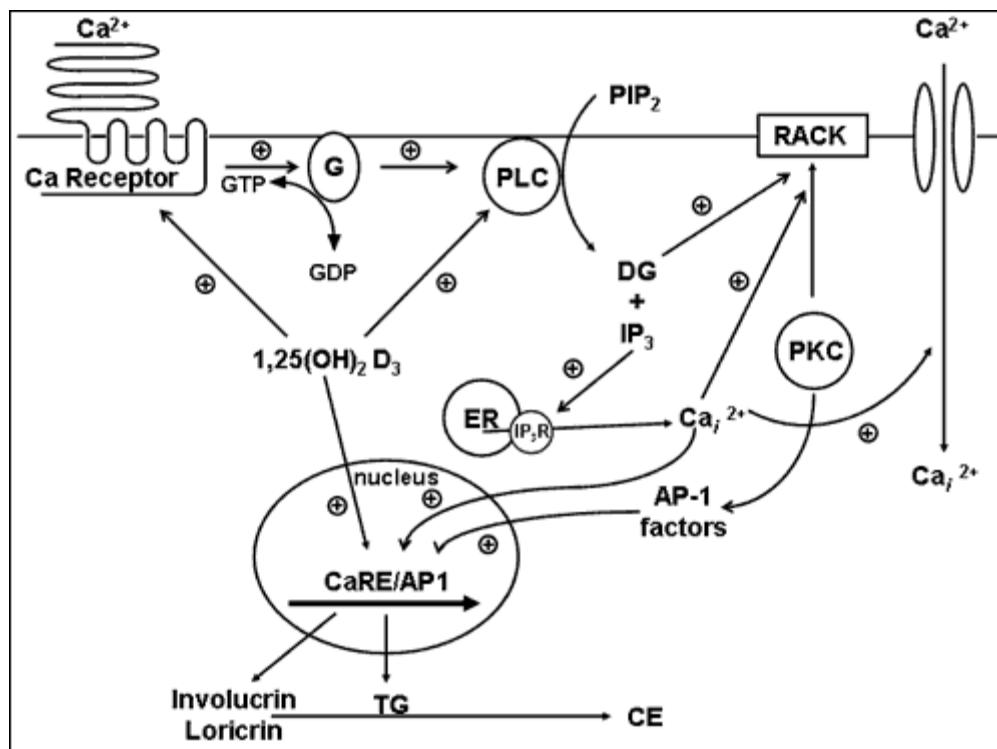 Ca²⁺
Ca²⁺
PIP₂
RACK
⊕
G
⊕
PLC
Ca Receptor
GTP
⊕
GDP
DG
⊕
⊕
⊕
+
IP₃
1,25(OH)₂ D₃
PKC
⊕
ER
IP₃R
Caᵢ ²⁺
⊕
Caᵢ ²⁺
nucleus
⊕
⊕
AP-1
factors
⊕
CaRE/AP1
Involucrin
Loricrin
TG
CE